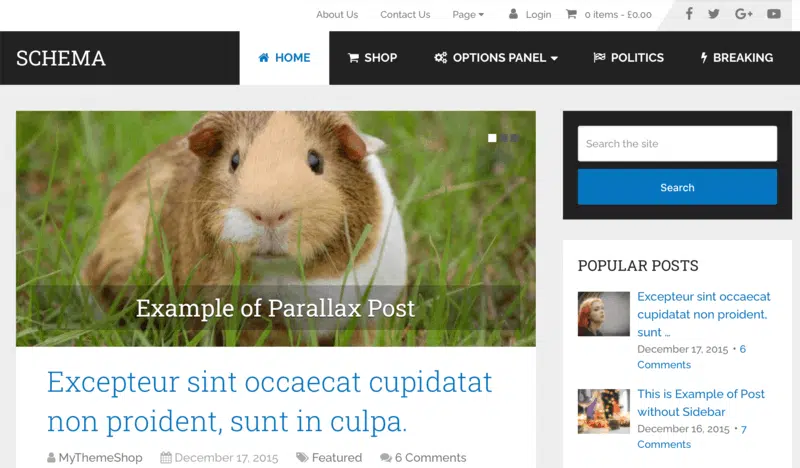 About Us Contact Us Page Login 0 items - £0.00
SCHEMA HOME SHOP OPTIONS PANEL POLITICS BREAKING
Example of Parallax Post
Excepteur sint occaecat cupidatat
non proident, sunt in culpa.
MyThemeShop December 17, 2015 Featured 6 Comments
Search the site
Search
POPULAR POSTS
Excepteur sint occaecat
cupidatat non proident,
sunt ...
December 17, 2015 • 6
Comments
This is Example of Post
without Sidebar
December 16, 2015 • 7
Comments